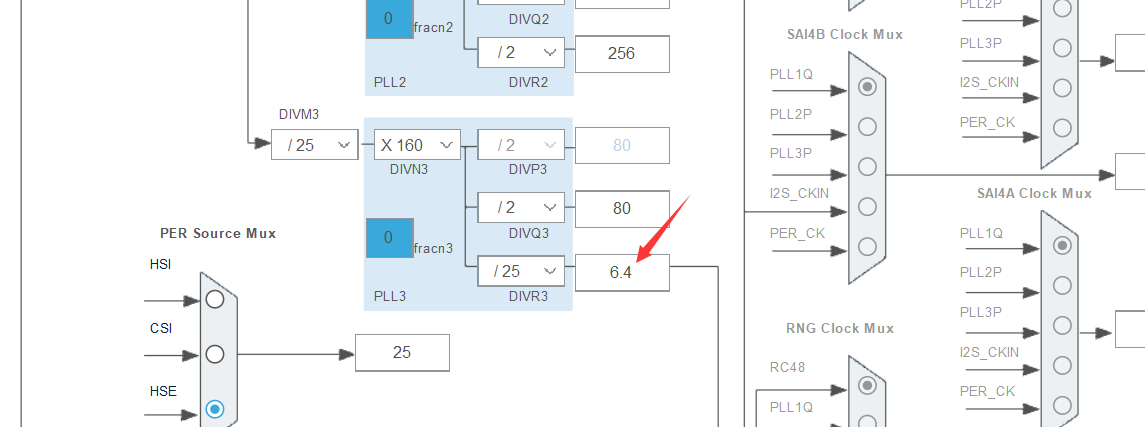 0
fracn2
DIVQ2
/ 2
256
PLL2
DIVR2
DIVM3
/ 25
X 160
DIVN3
/ 2
DIVP3
80
/ 2
DIVQ3
80
0
fracn3
/ 25
6.4
PLL3
DIVR3
PER Source Mux
HSI
CSI
HSE
25
SAI4B Clock Mux
PLL1Q
PLL2P
PLL3P
I2S_CKIN
PER_CK
RNG Clock Mux
RC48
PLL1Q
PLL2P
PLL3P
I2S_CKIN
PER_CK
SAI4A Clock Mux
PLL1Q
PLL2P
PLL3P
I2S_CKIN
PER_CK